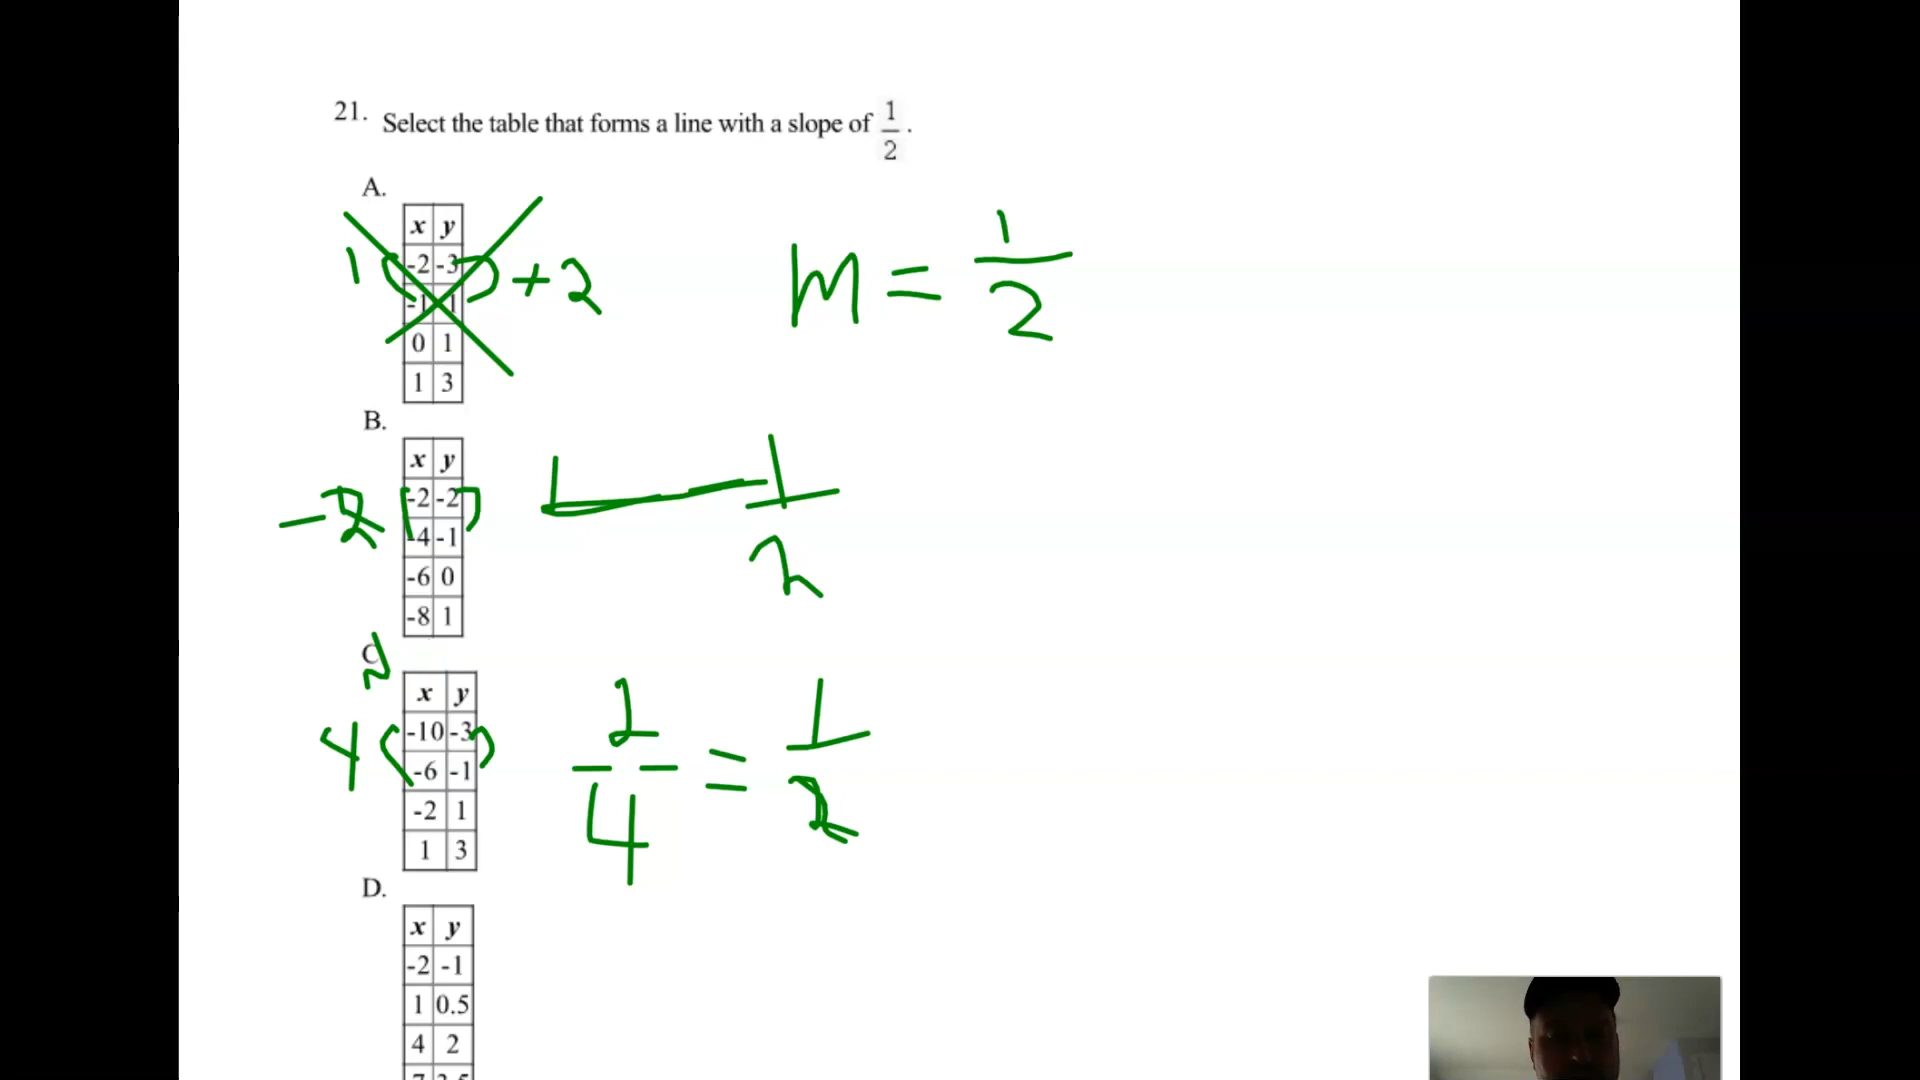 21. Select the table that forms a line with a slope of 1/2.
A.
x y
-2 -3
1 -1 -1 +2
0 1
1 3
m = 1/2
B.
x y
-2 -2
-2 -4 -1
-6 0
-8 1
1 1/2
C
2
x y
-10 -3
4 -6 -1
-2 1
1 3
2/4 = 1/2
D.
x y
-2 -1
1 0.5
4 2